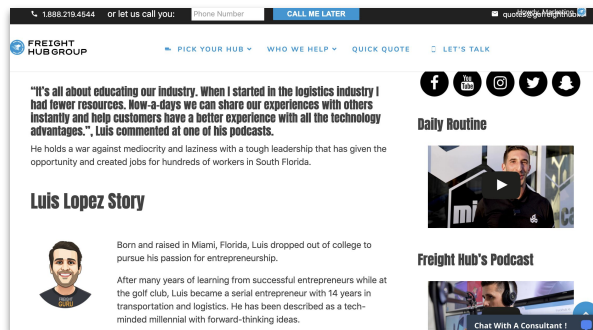 1.888.219.4544 or let us call you: Phone Number CALL ME LATER
Howdy, Marketing
FREIGHT
HUB GROUP
PICK YOUR HUB WHO WE HELP QUICK QUOTE LET'S TALK
“It’s all about educating our industry. When I started in the logistics industry I
had fewer resources. Now-a-days we can share our experiences with others
instantly and help customers have a better experience with all the technology
advantages.”, Luis commented at one of his podcasts.
He holds a war against mediocrity and laziness with a tough leadership that has given the
opportunity and created jobs for hundreds of workers in South Florida.
Luis Lopez Story
FREIGHT
GURU
Born and raised in Miami, Florida, Luis dropped out of college to
pursue his passion for entrepreneurship.
After many years of learning from successful entrepreneurs while at
the golf club, Luis became a serial entrepreneur with 14 years in
transportation and logistics. He has been described as a tech-
minded millennial with forward-thinking ideas.
You
Tube
Daily Routine
mi
Freight Hub’s Podcast
Chat With A Consultant !